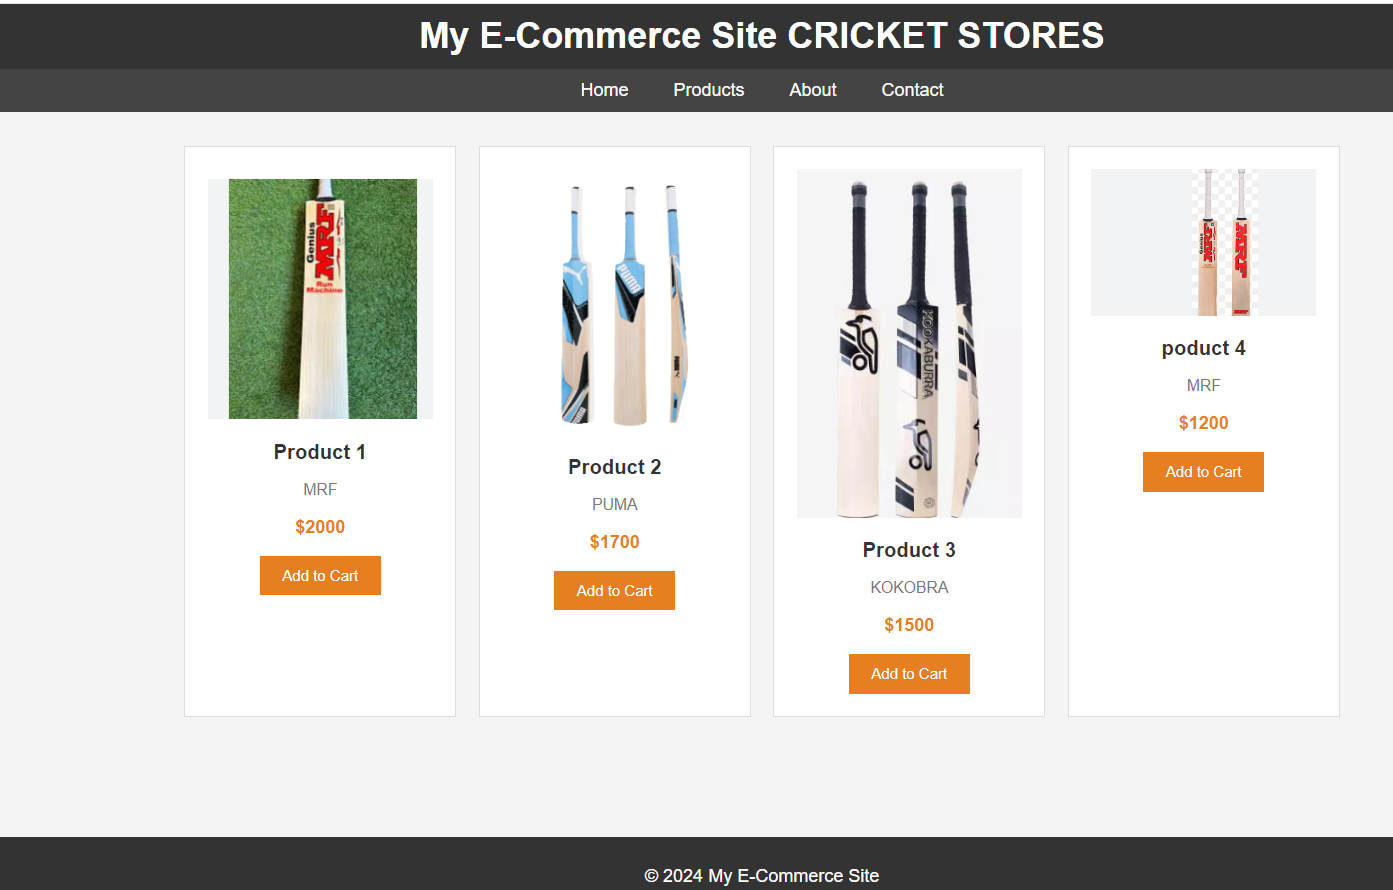 My E-Commerce Site CRICKET STORES
Home Products About Contact
Genius
MRF
Run
Machine
Product 1
MRF
$2000
Add to Cart
PUMA
PUMA
PUMA
Product 2
PUMA
$1700
Add to Cart
KOOKABURRA
Product 3
KOKOBRA
$1500
Add to Cart
Genius
MRF
MRF
MRF
poduct 4
MRF
$1200
Add to Cart
© 2024 My E-Commerce Site